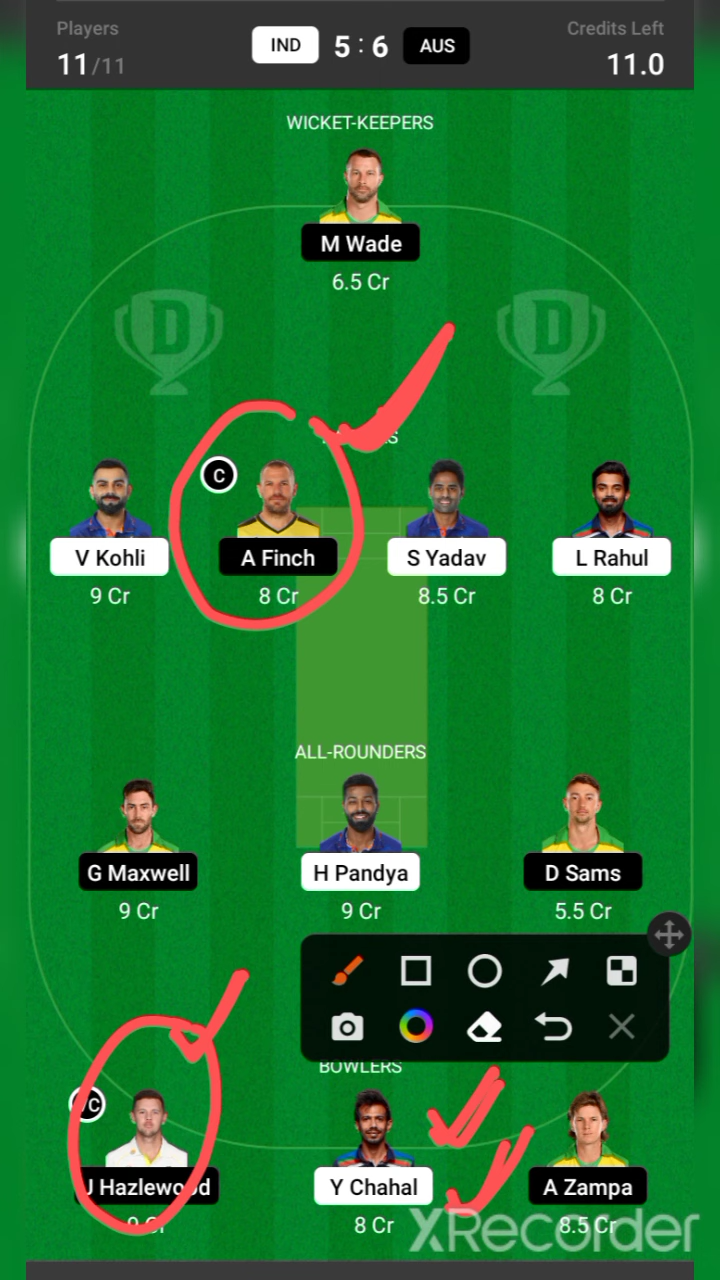 Players
Credits Left
IND 5 : 6 AUS
11/11
11.0
WICKET-KEEPERS
D
D
M Wade
6.5 Cr
C
V Kohli
A Finch
S Yadav
L Rahul
9 Cr
8 Cr
8.5 Cr
8 Cr
ALL-ROUNDERS
G Maxwell
H Pandya
D Sams
9 Cr
9 Cr
5.5 Cr
BOWLERS
J Hazlewood
Y Chahal
A Zampa
9 Cr
8 Cr
8.5 Cr
XRecorder